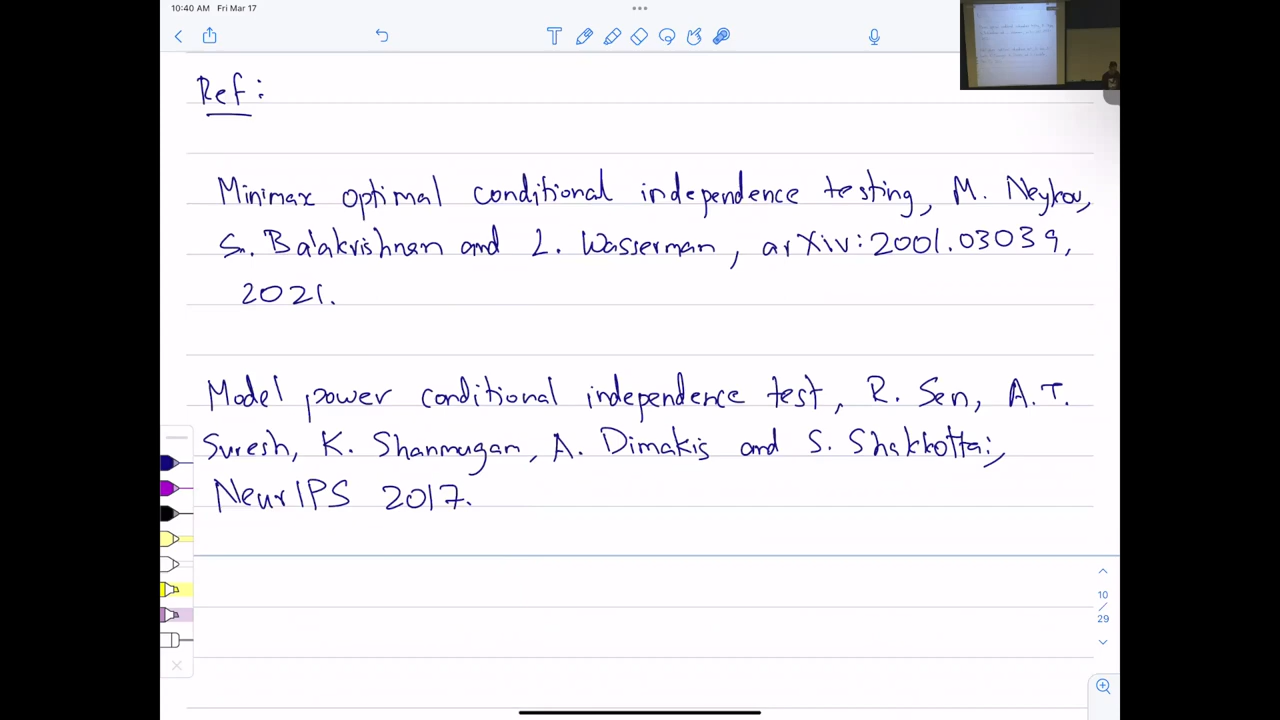 10:40 AM Fri Mar 17
Ref:
Minimax optimal conditional independence testing, M. Neykov,
S. Balakrishnan and L. Wasserman, arXiv:2001.03039,
2021.
Model power conditional independence test, R. Sen, A.T.
Suresh, K. Shanmugam, A. Dimakis and S. Shakkottai,
NeurIPS 2017.
10
/
29